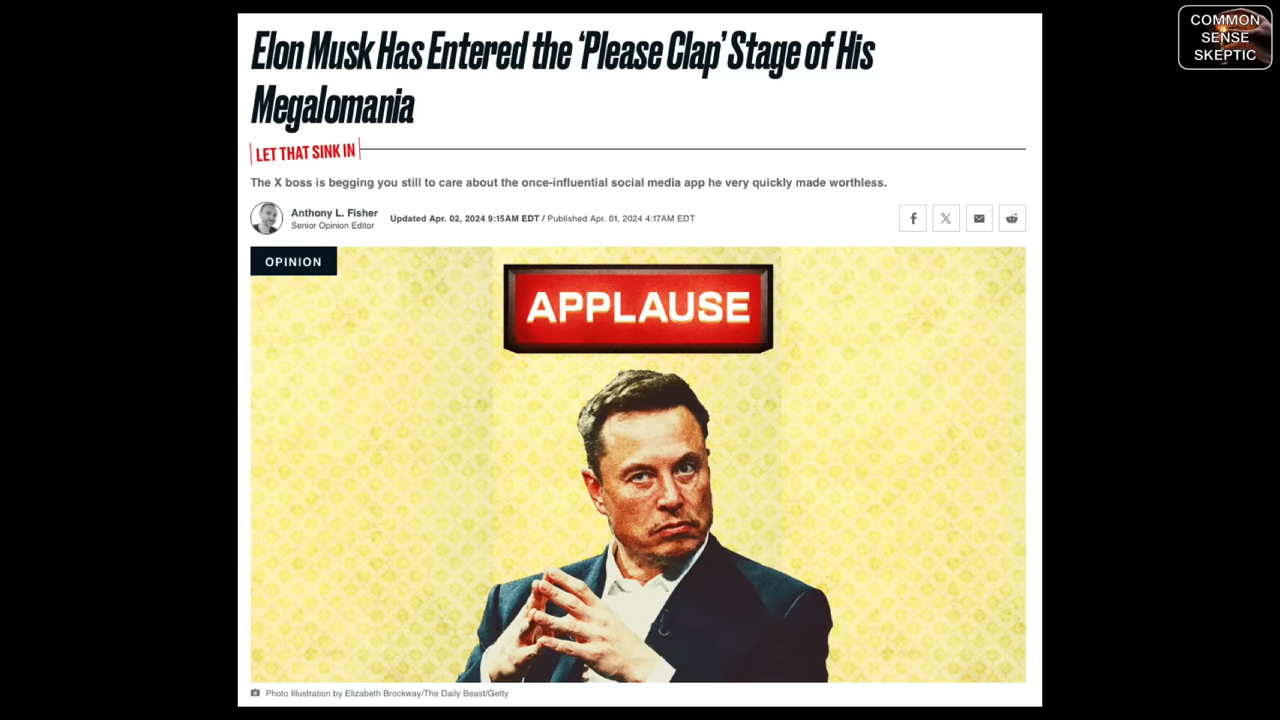 Elon Musk Has Entered the ‘Please Clap’ Stage of His
Megalomania
LET THAT SINK IN
The X boss is begging you still to care about the once-influential social media app he very quickly made worthless.
Anthony L. Fisher
Senior Opinion Editor
Updated Apr. 02, 2024 9:15AM EDT / Published Apr. 01, 2024 4:17AM EDT
OPINION
APPLAUSE
Photo Illustration by Elizabeth Brockway/The Daily Beast/Getty
COMMON
SENSE
SKEPTIC